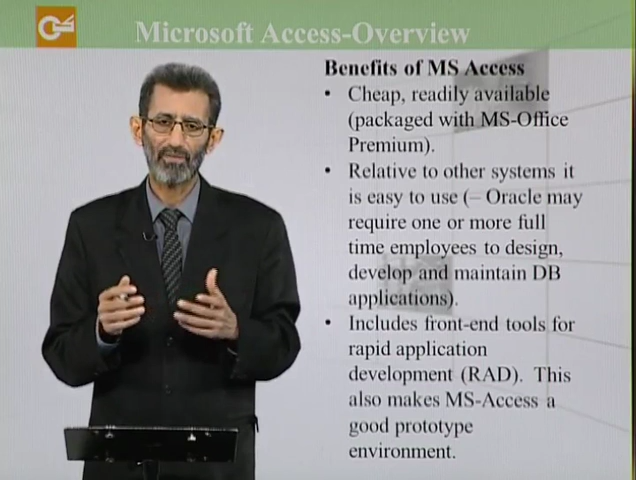 Microsoft Access-Overview
Benefits of MS Access
• Cheap, readily available
(packaged with MS-Office
Premium).
• Relative to other systems it
is easy to use (– Oracle may
require one or more full
time employees to design,
develop and maintain DB
applications).
• Includes front-end tools for
rapid application
development (RAD). This
also makes MS-Access a
good prototype
environment.